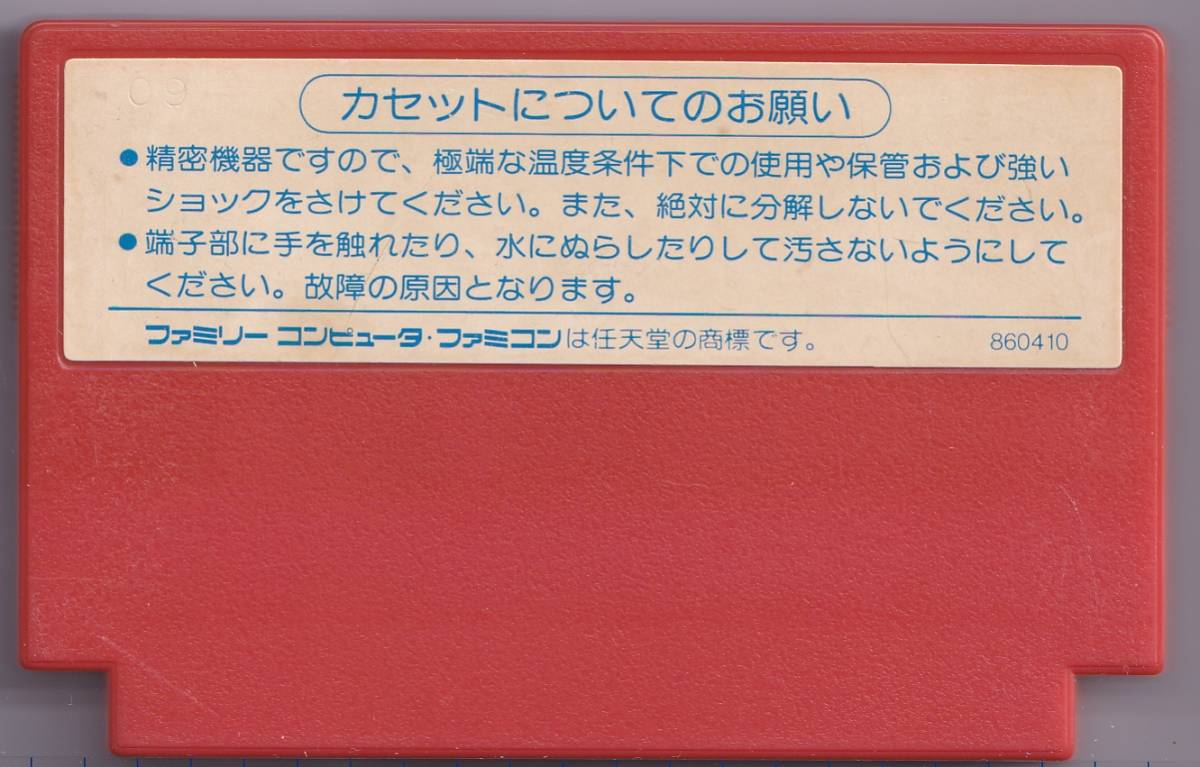 09
カセットについてのお願い
●精密機器ですので、極端な温度条件下での使用や保管および強い
ショックをさけてください。また、絶対に分解しないでください。
●端子部に手を触れたり、水にぬらしたりして汚さないようにして
ください。故障の原因となります。
ファミリーコンピュータ・ファミコンは任天堂の商標です。 860410